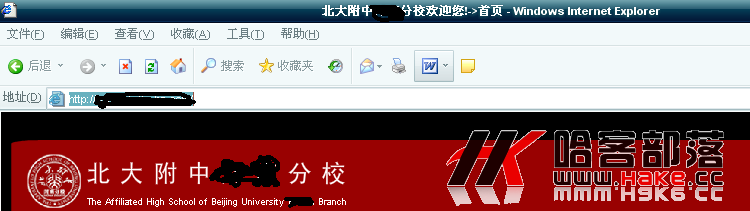 北大附中 分校欢迎您!->首页 - Windows Internet Explorer
文件(F) 编辑(E) 查看(V) 收藏(A) 工具(T) 帮助(H)
后退 搜索 收藏夹
地址(D) http://
北大附中 分校
The Affiliated High School of Beijing University Branch
HK 哈客部落
www.Hake.cc